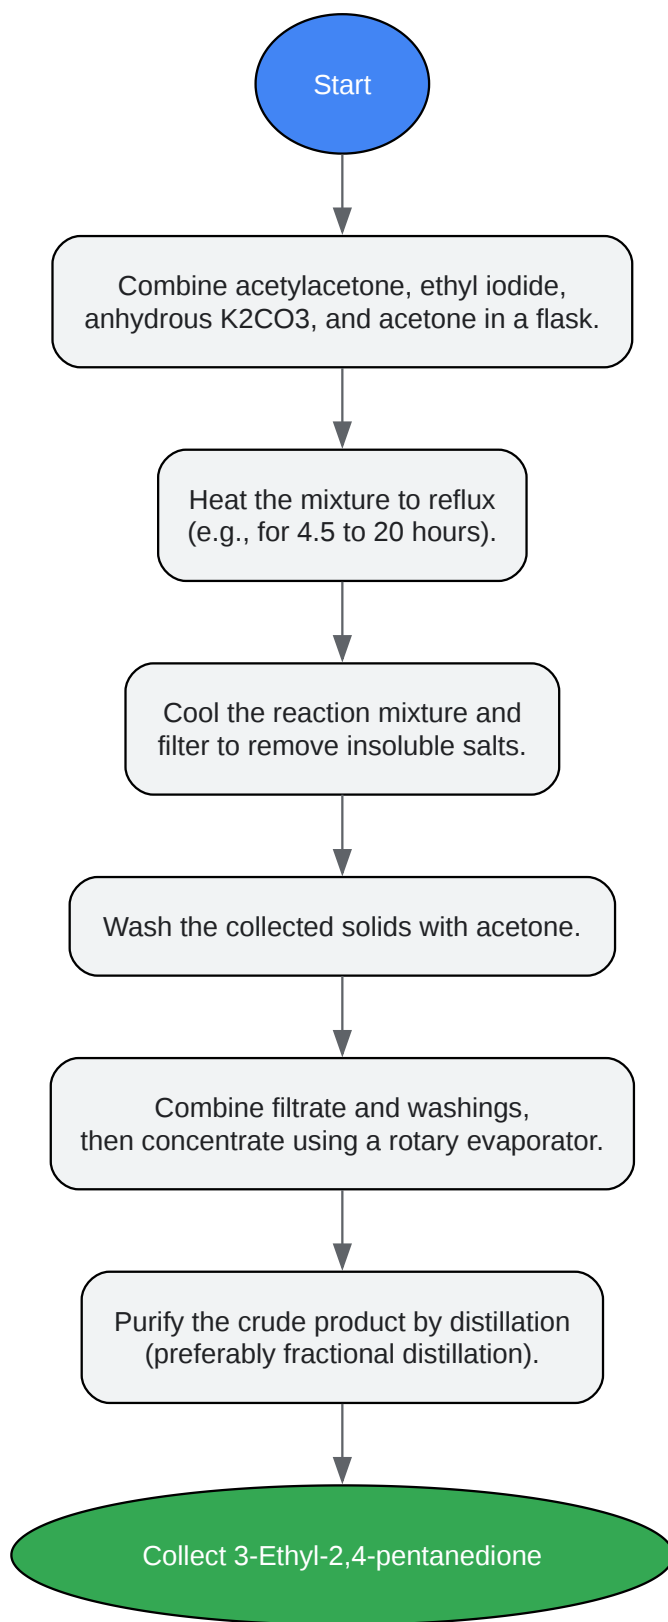 Start
Combine acetylacetone, ethyl iodide,
anhydrous K2CO3, and acetone in a flask.
Heat the mixture to reflux
(e.g., for 4.5 to 20 hours).
Cool the reaction mixture and
filter to remove insoluble salts.
Wash the collected solids with acetone.
Combine filtrate and washings,
then concentrate using a rotary evaporator.
Purify the crude product by distillation
(preferably fractional distillation).
Collect 3-Ethyl-2,4-pentanedione